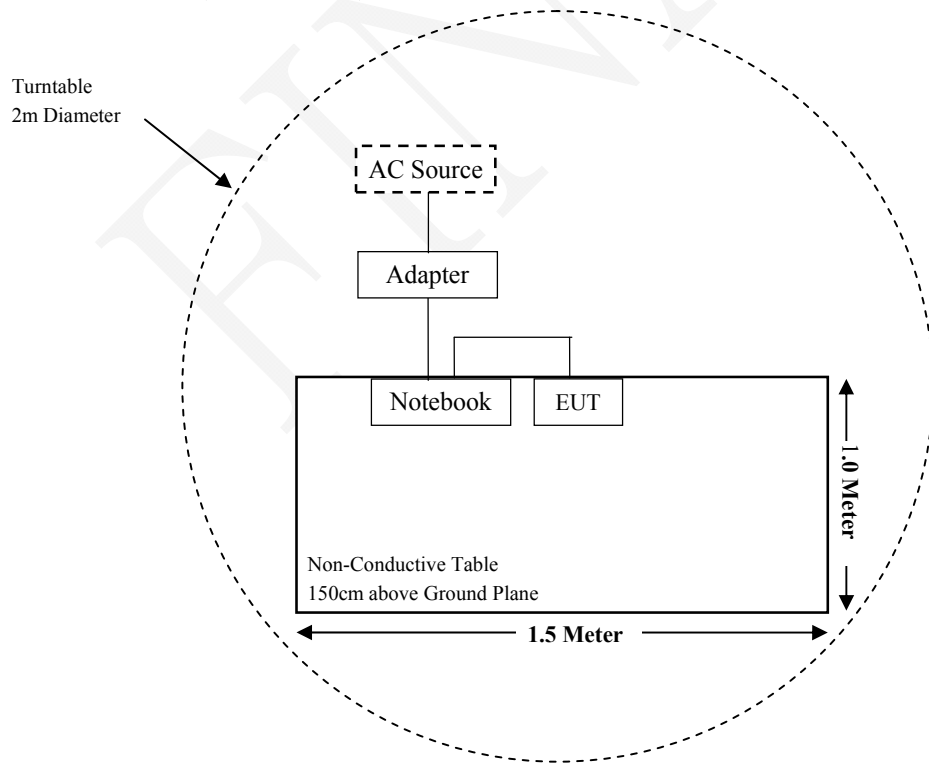 Turntable
2m Diameter
AC Source
Adapter
Notebook
EUT
1.0 Meter
Non-Conductive Table
150cm above Ground Plane
1.5 Meter